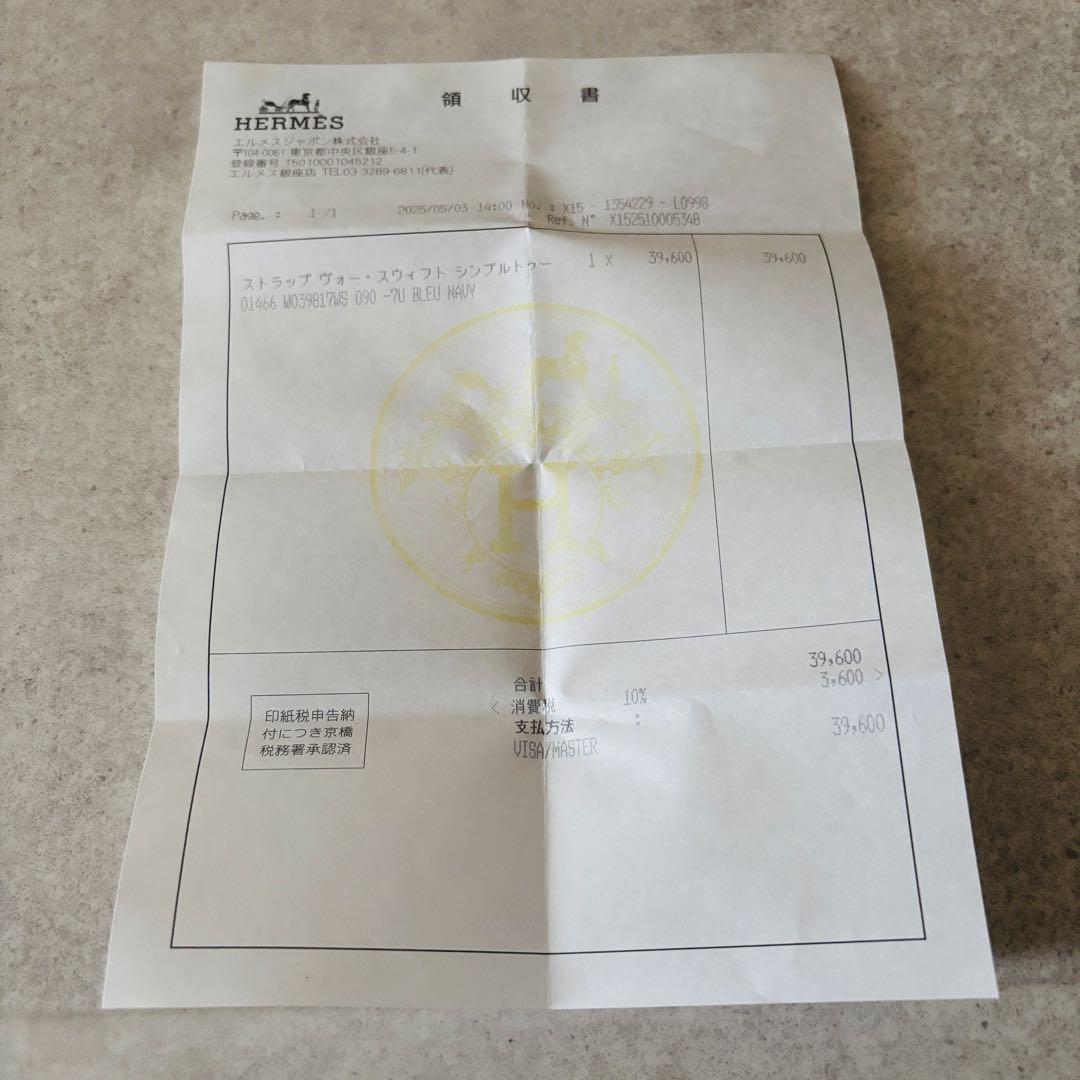 領収書
HERMÈS
エルメスジャポン株式会社
〒104-0061 東京都中央区銀座5-4-1
登録番号 T5010001045212
エルメス銀座店 TEL03-3289-6811(代表)
Page. : 1 /1 2025/05/03 14:00 No. : X15 - 1354229 - L0998
Ref. N° X152510005348
ストラップ ヴォー・スウィフト シンプルトゥー 1 X 39,600 39,600
01466 W039817WS 090 -7U BLEU NAVY
H
合計 39,600
< 消費税 10% 3,600 >
支払方法 :
VISA/MASTER 39,600
印紙税申告納
付につき京橋
税務署承認済